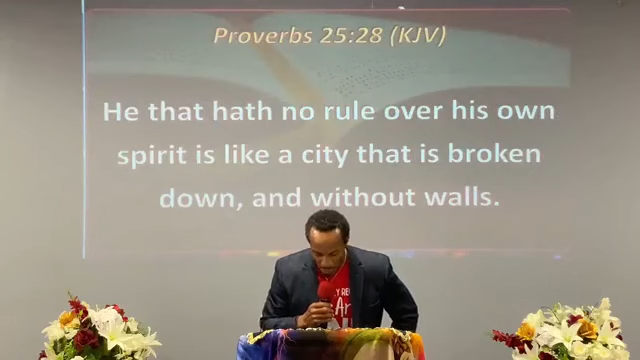 Proverbs 25:28 (KJV)
He that hath no rule over his own
spirit is like a city that is broken
down, and without walls.